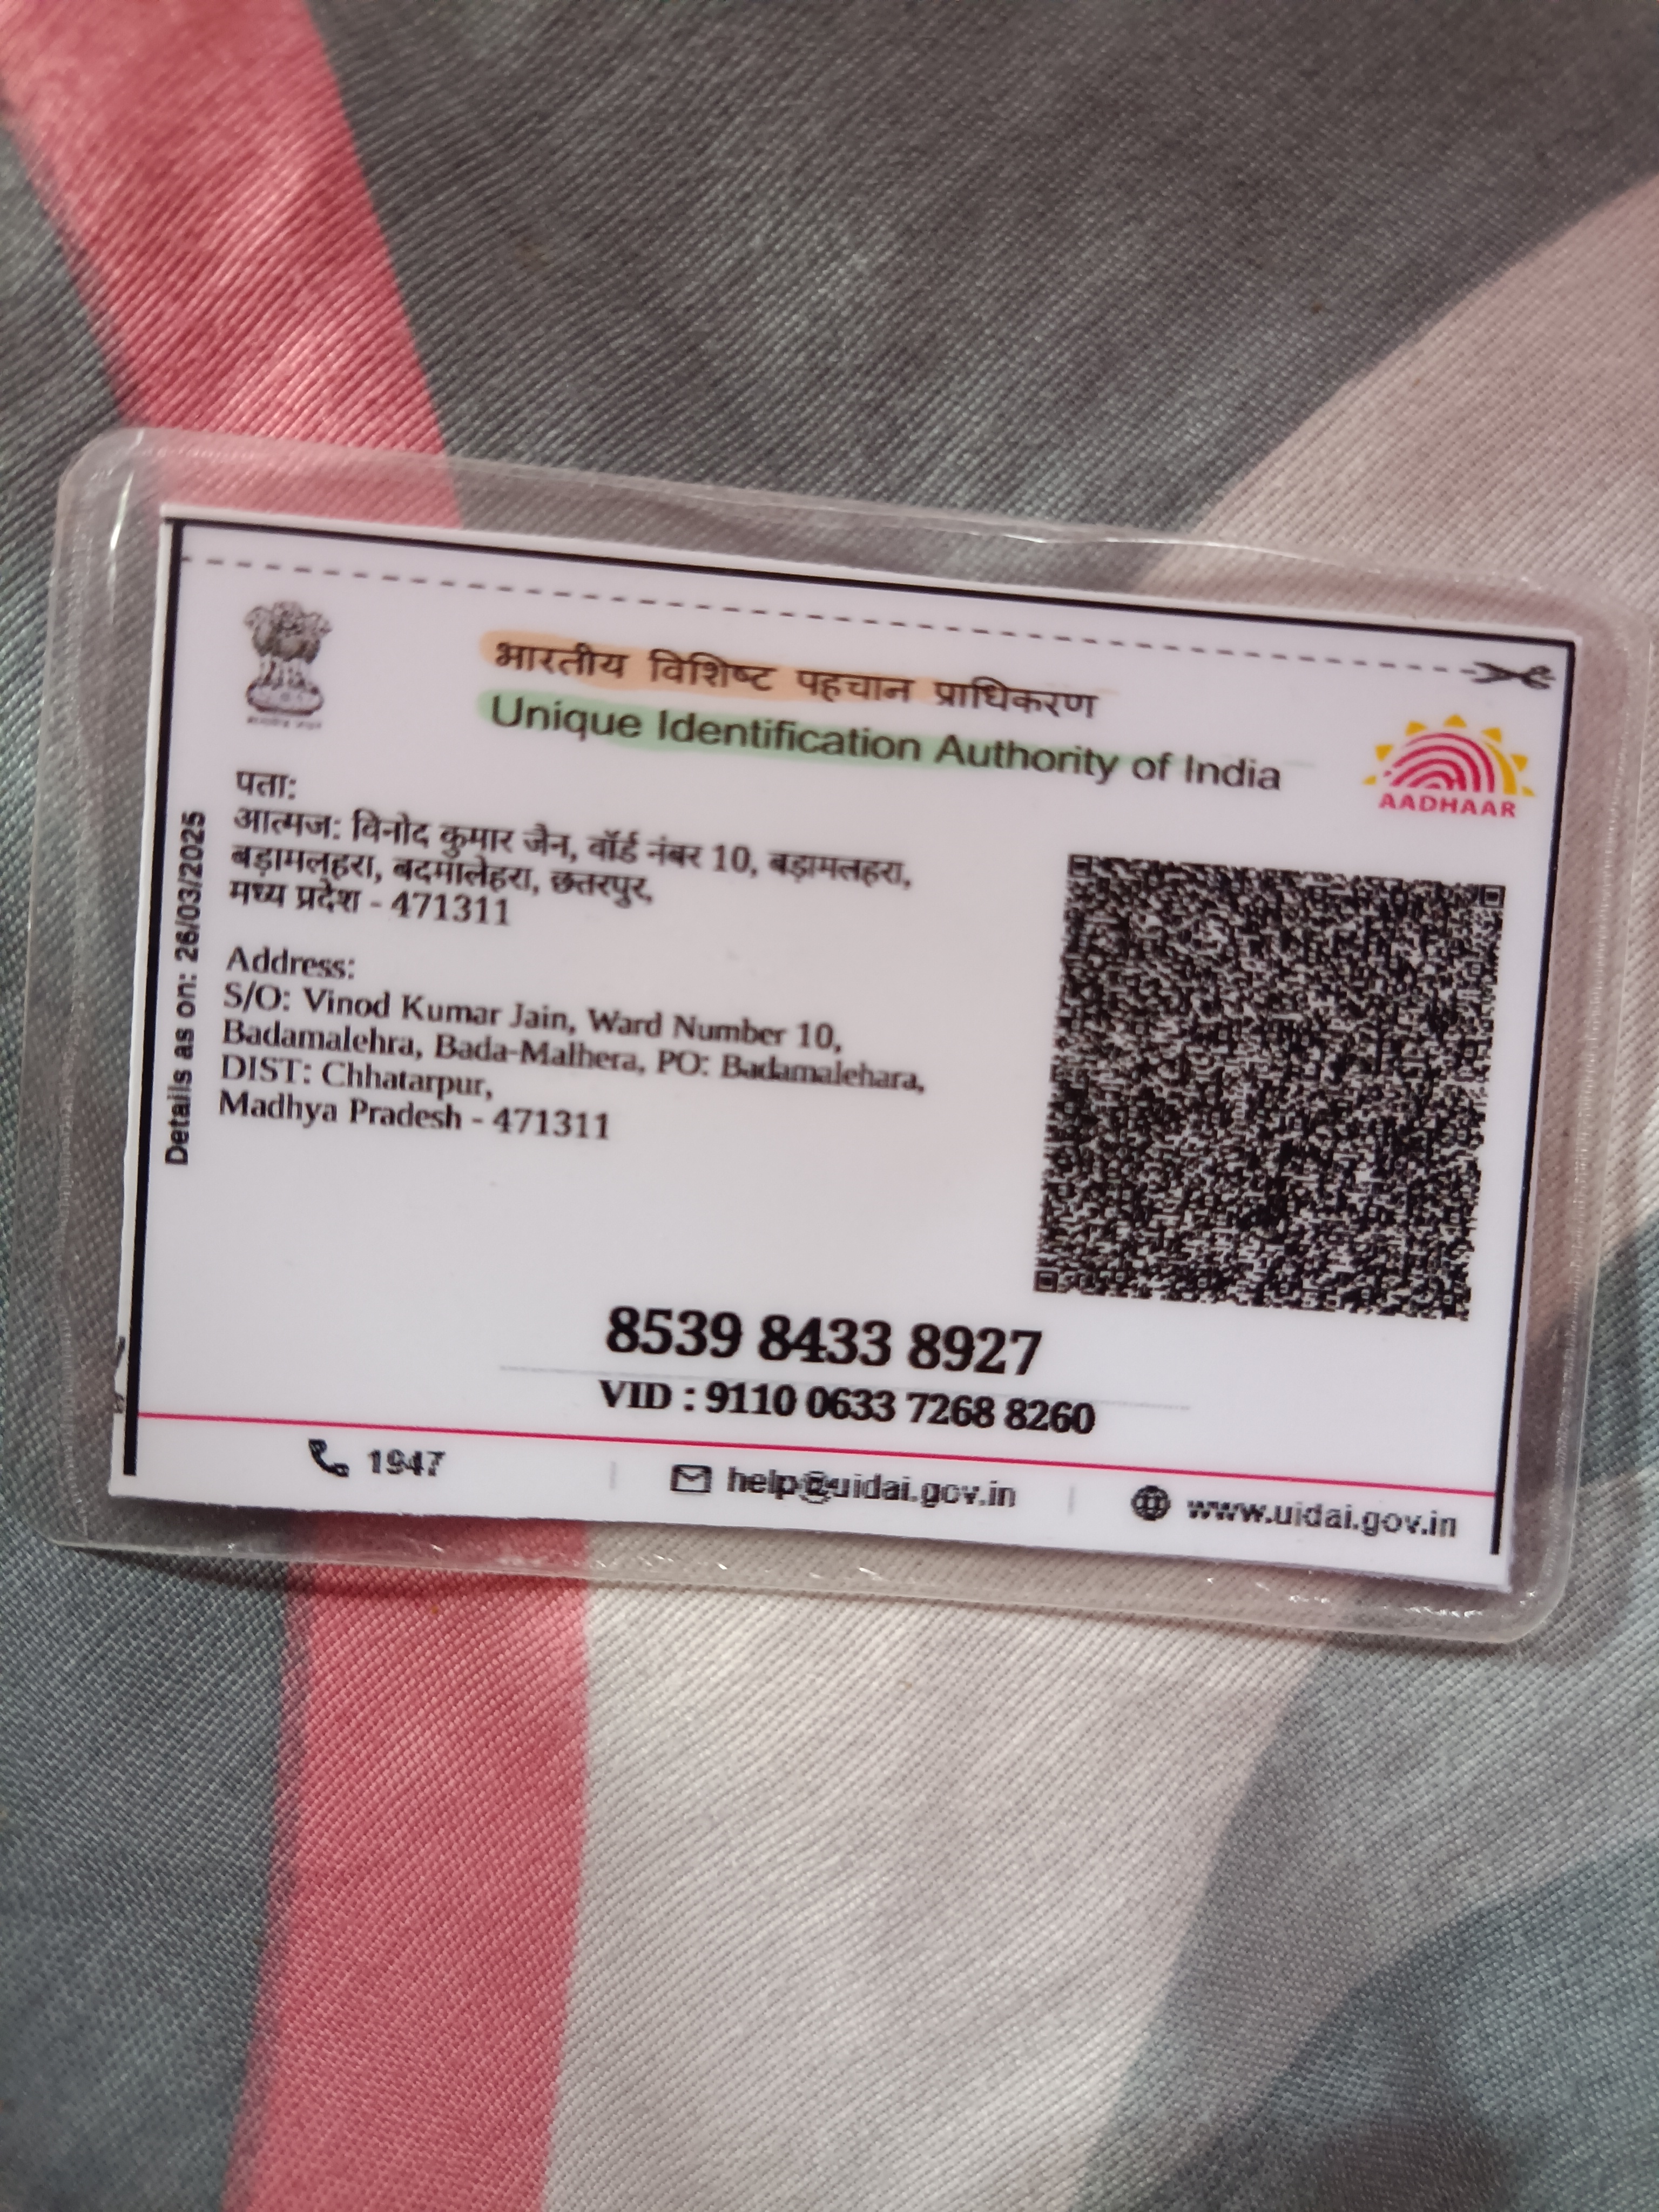 भारतीय विशिष्ट पहचान प्राधिकरण
Unique Identification Authority of India
AADHAAR
Details as on: 26/03/2025
पता:
आत्मज: विनोद कुमार जैन, वॉर्ड नंबर 10, बड़ामलहरा,
बड़ामलहरा, बदमालेहरा, छतरपुर,
मध्य प्रदेश - 471311
Address:
S/O: Vinod Kumar Jain, Ward Number 10,
Badamalehra, Bada-Malhera, PO: Badamalehara,
DIST: Chhatarpur,
Madhya Pradesh - 471311
8539 8433 8927
VID : 9110 0633 7268 8260
1947
help@uidai.gov.in
www.uidai.gov.in